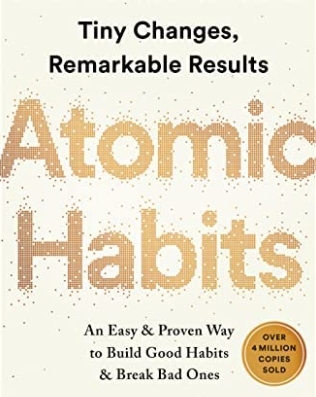 Tiny Changes,
Remarkable Results
Atomic
Habits
An Easy & Proven Way
to Build Good Habits
& Break Bad Ones
OVER
4 MILLION
COPIES
SOLD